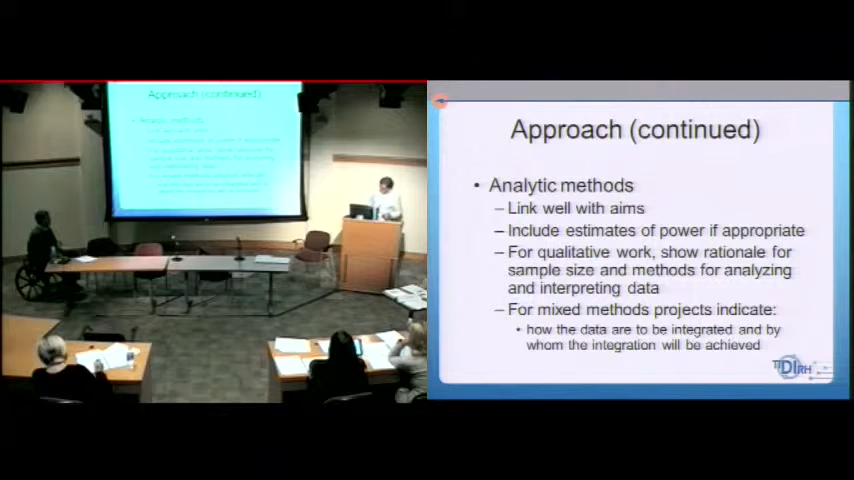 Approach (continued)
Approach (continued)
• Analytic methods
– Link well with aims
– Include estimates of power if appropriate
– For qualitative work, show rationale for
sample size and methods for analyzing
and interpreting data
– For mixed methods projects indicate:
• how the data are to be integrated and by
whom the integration will be achieved
TiDIRH